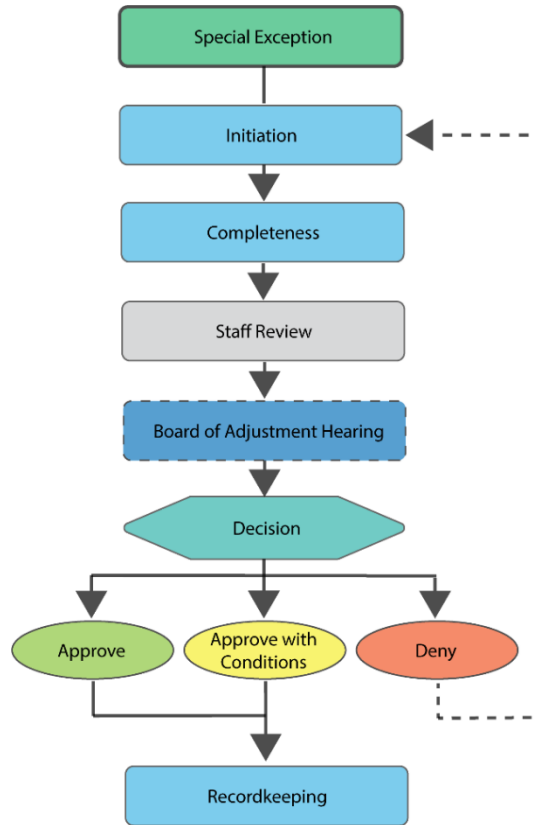 Special Exception
Initiation
Completeness
Staff Review
Board of Adjustment Hearing
Decision
Approve
Approve with
Conditions
Deny
Recordkeeping